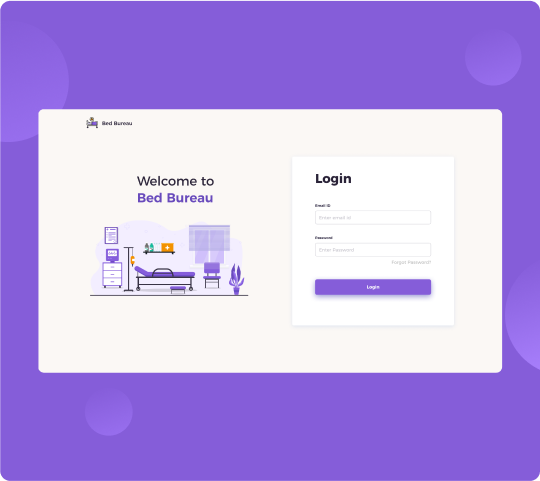 Bed Bureau
Welcome to
Bed Bureau
Login
Email ID
Enter email id
Password
Enter Password
Forgot Password?
Login